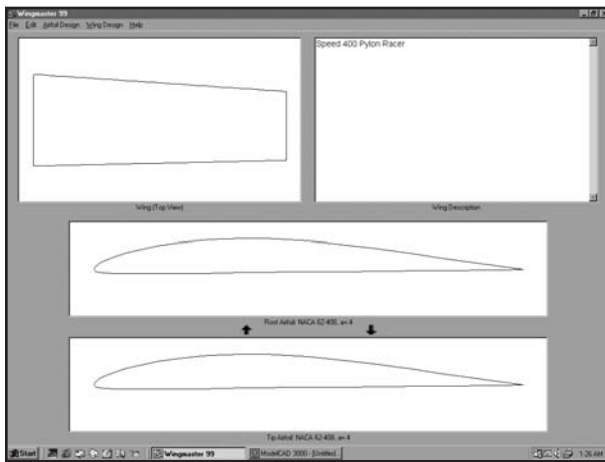 Wingmaster 99
File Edit Airfoil Design Wing Design Help
Speed 400 Pylon Racer
Wing (Top View)
Wing Description
Root Airfoil: NACA 62-408, a=.4
Tip Airfoil: NACA 62-408, a=.4
Start
Wingmaster 99
ModelCAD 3000 - [Untitled]
1:26 AM